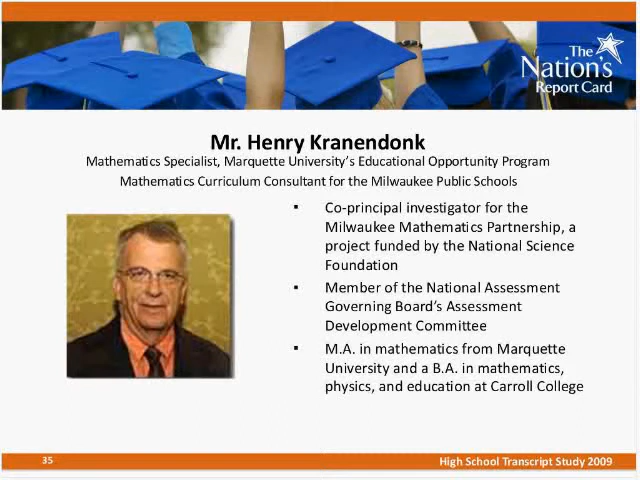 The
Nation's
Report Card
Mr. Henry Kranendonk
Mathematics Specialist, Marquette University's Educational Opportunity Program
Mathematics Curriculum Consultant for the Milwaukee Public Schools
▪ Co-principal investigator for the
Milwaukee Mathematics Partnership, a
project funded by the National Science
Foundation
▪ Member of the National Assessment
Governing Board's Assessment
Development Committee
▪ M.A. in mathematics from Marquette
University and a B.A. in mathematics,
physics, and education at Carroll College
35
High School Transcript Study 2009